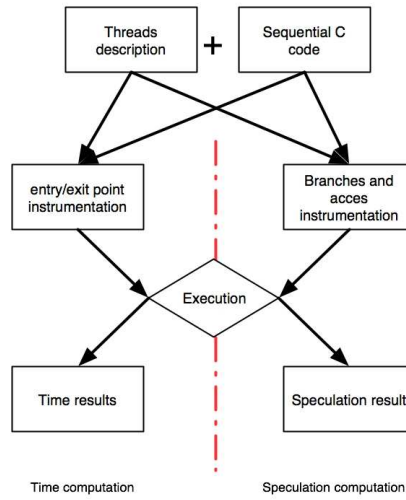 Threads
description
+
Sequential C
code
entry/exit point
instrumentation
Branches and
acces
instrumentation
Execution
Time results
Speculation result
Time computation
Speculation computation